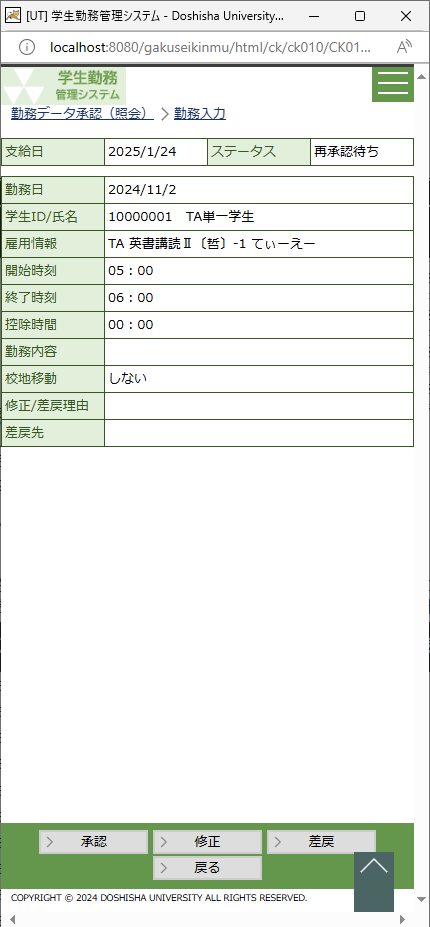 [UT] 学生勤務管理システム - Doshisha University...
localhost:8080/gakuseikinmu/html/ck/ck010/CK01...
学生勤務
管理システム
勤務データ承認（照会） 勤務入力
支給日 2025/1/24 ステータス 再承認待ち
勤務日 2024/11/2
学生ID/氏名 10000001 TA単一学生
雇用情報 TA 英書講読Ⅱ〔哲〕-1 てぃーえー
開始時刻 05：00
終了時刻 06：00
控除時間 00：00
勤務内容
校地移動 しない
修正/差戻理由
差戻先
承認 修正 差戻
戻る
COPYRIGHT © 2024 DOSHISHA UNIVERSITY ALL RIGHTS RESERVED.